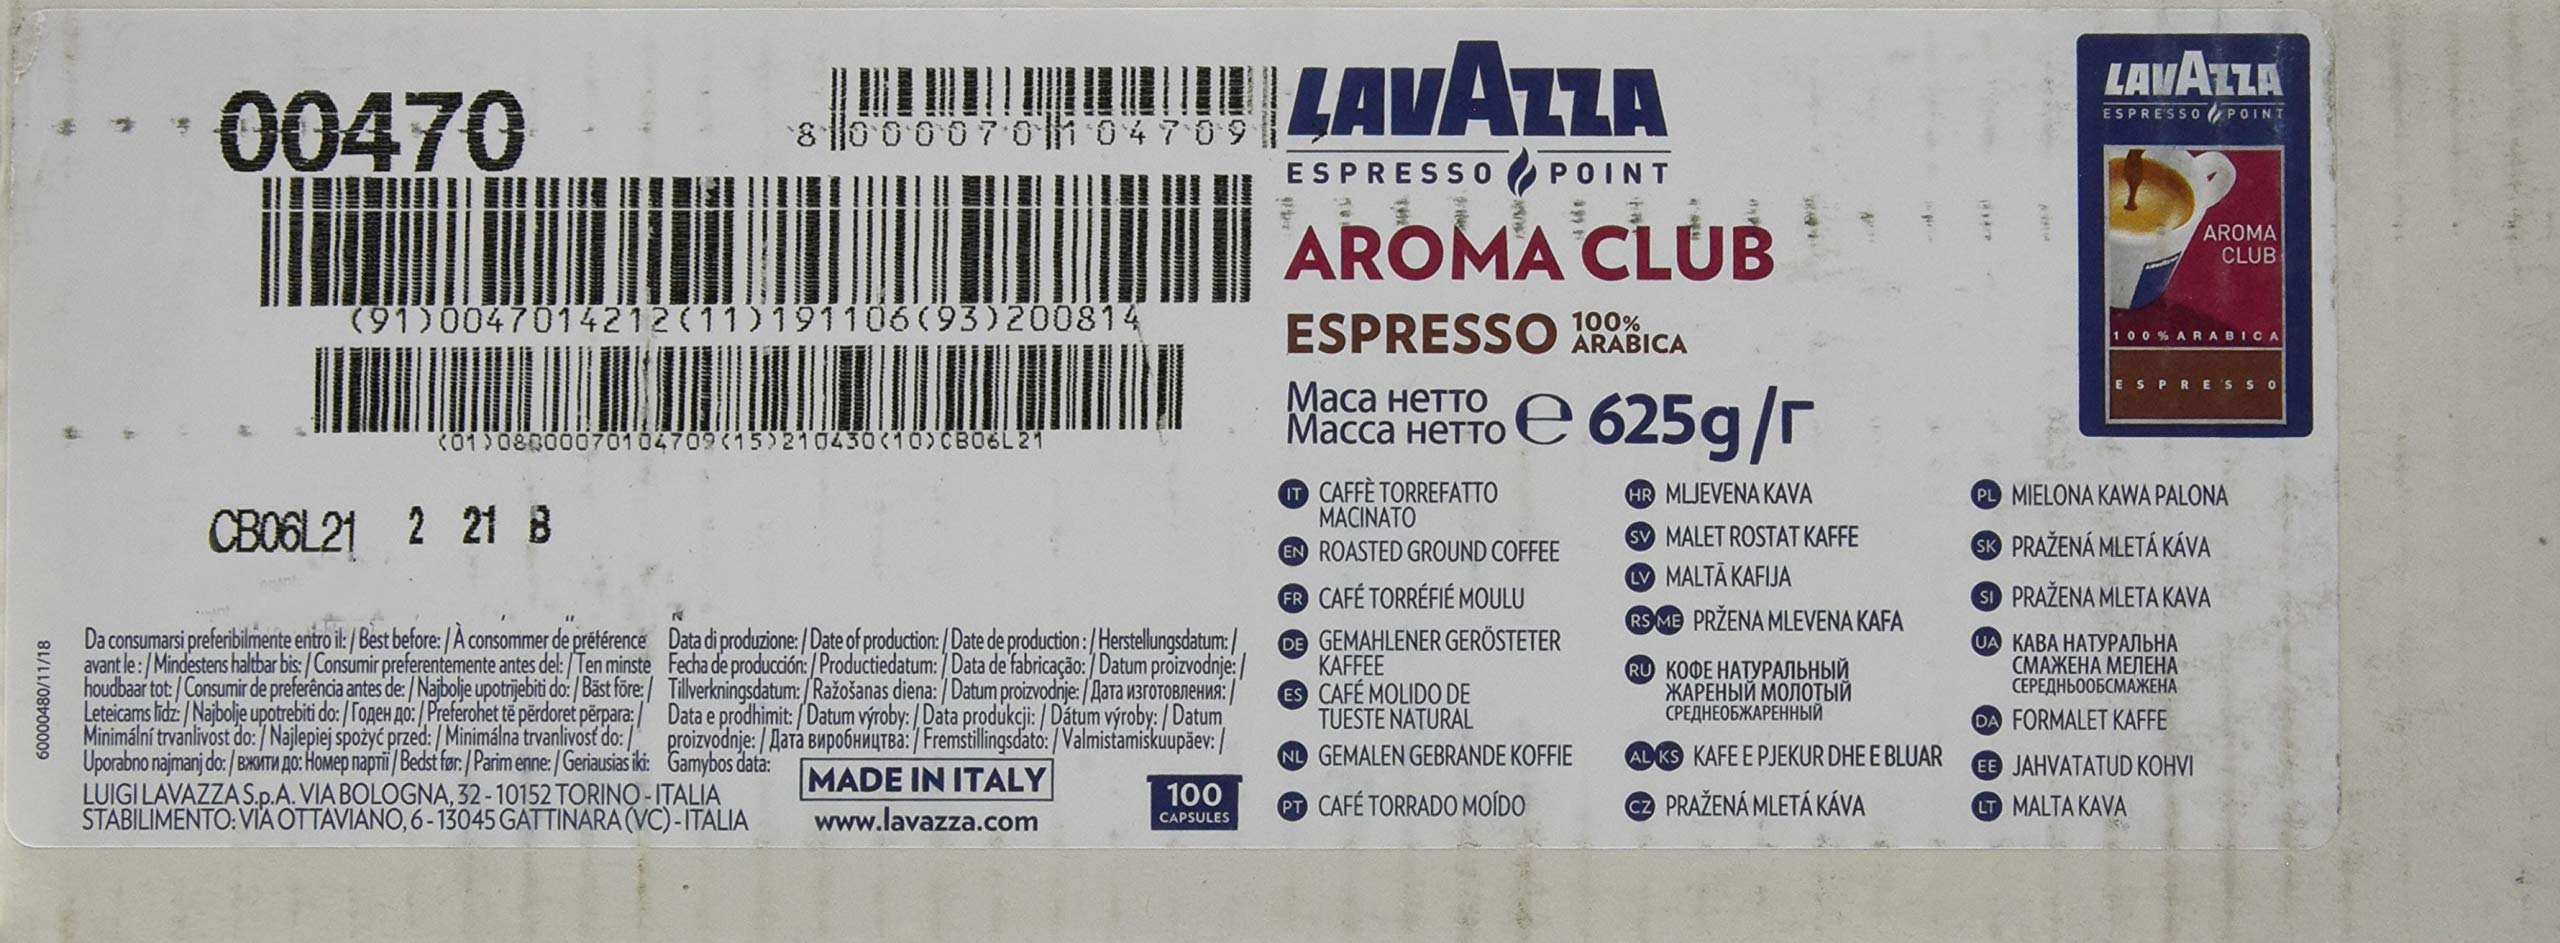 00470
8 000070 104709
(91)0047014212(11)191106(93)200814
(01)08000070104709(15)210430(10)CB06L21
CB06L21 2 21 B
60000480/11/18
Da consumarsi preferibilmente entro il: / Best before: / À consommer de préférence
avant le : / Mindestens haltbar bis: / Consumir preferentemente antes del: / Ten minste
houdbaar tot: / Consumir de preferência antes de: / Najbolje upotrijebiti do: / Bäst före: /
Leteicams līdz: / Najbolje upotrebiti do: / Годен до: / Preferohet të përdoret përpara: /
Minimální trvanlivost do: / Najlepiej spożyć przed: / Minimálna trvanlivosť do: /
Uporabno najmanj do: / вжити до: Номер партії / Bedst før: / Parim enne: / Geriausias iki:
Data di produzione: / Date of production: / Date de production : / Herstellungsdatum: /
Fecha de producción: / Productiedatum: / Data de fabricação: / Datum proizvodnje: /
Tillverkningsdatum: / Ražošanas diena: / Datum proizvodnje: / Дата изготовления: /
Data e prodhimit: / Datum výroby: / Data produkcji: / Dátum výroby: / Datum
proizvodnje: / Дата виробництва: / Fremstillingsdato: / Valmistamiskuupäev: /
Gamybos data:
LUIGI LAVAZZA S.p.A. VIA BOLOGNA, 32 - 10152 TORINO - ITALIA
STABILIMENTO: VIA OTTAVIANO, 6 - 13045 GATTINARA (VC) - ITALIA
MADE IN ITALY
www.lavazza.com
100
CAPSULES
LAVAZZA
ESPRESSO POINT
AROMA CLUB
ESPRESSO 100% ARABICA
Маса нетто
Масса нетто ℮ 625g/г
IT CAFFÈ TORREFATTO
MACINATO
EN ROASTED GROUND COFFEE
FR CAFÉ TORRÉFIÉ MOULU
DE GEMAHLENER GERÖSTETER
KAFFEE
ES CAFÉ MOLIDO DE
TUESTE NATURAL
NL GEMALEN GEBRANDE KOFFIE
PT CAFÉ TORRADO MOÍDO
HR MLJEVENA KAVA
SV MALET ROSTAT KAFFE
LV MALTĀ KAFIJA
RS ME PRŽENA MLEVENA KAFA
RU КОФЕ НАТУРАЛЬНЫЙ
ЖАРЕНЫЙ МОЛОТЫЙ
СРЕДНЕОБЖАРЕННЫЙ
AL KS KAFE E PJEKUR DHE E BLUAR
CZ PRAŽENÁ MLETÁ KÁVA
PL MIELONA KAWA PALONA
SK PRAŽENÁ MLETÁ KÁVA
SI PRAŽENA MLETA KAVA
UA КАВА НАТУРАЛЬНА
СМАЖЕНА МЕЛЕНА
СЕРЕДНЬООБСМАЖЕНА
DA FORMALET KAFFE
EE JAHVATATUD KOHVI
LT MALTA KAVA
LAVAZZA
ESPRESSO POINT
AROMA
CLUB
100% ARABICA
ESPRESSO